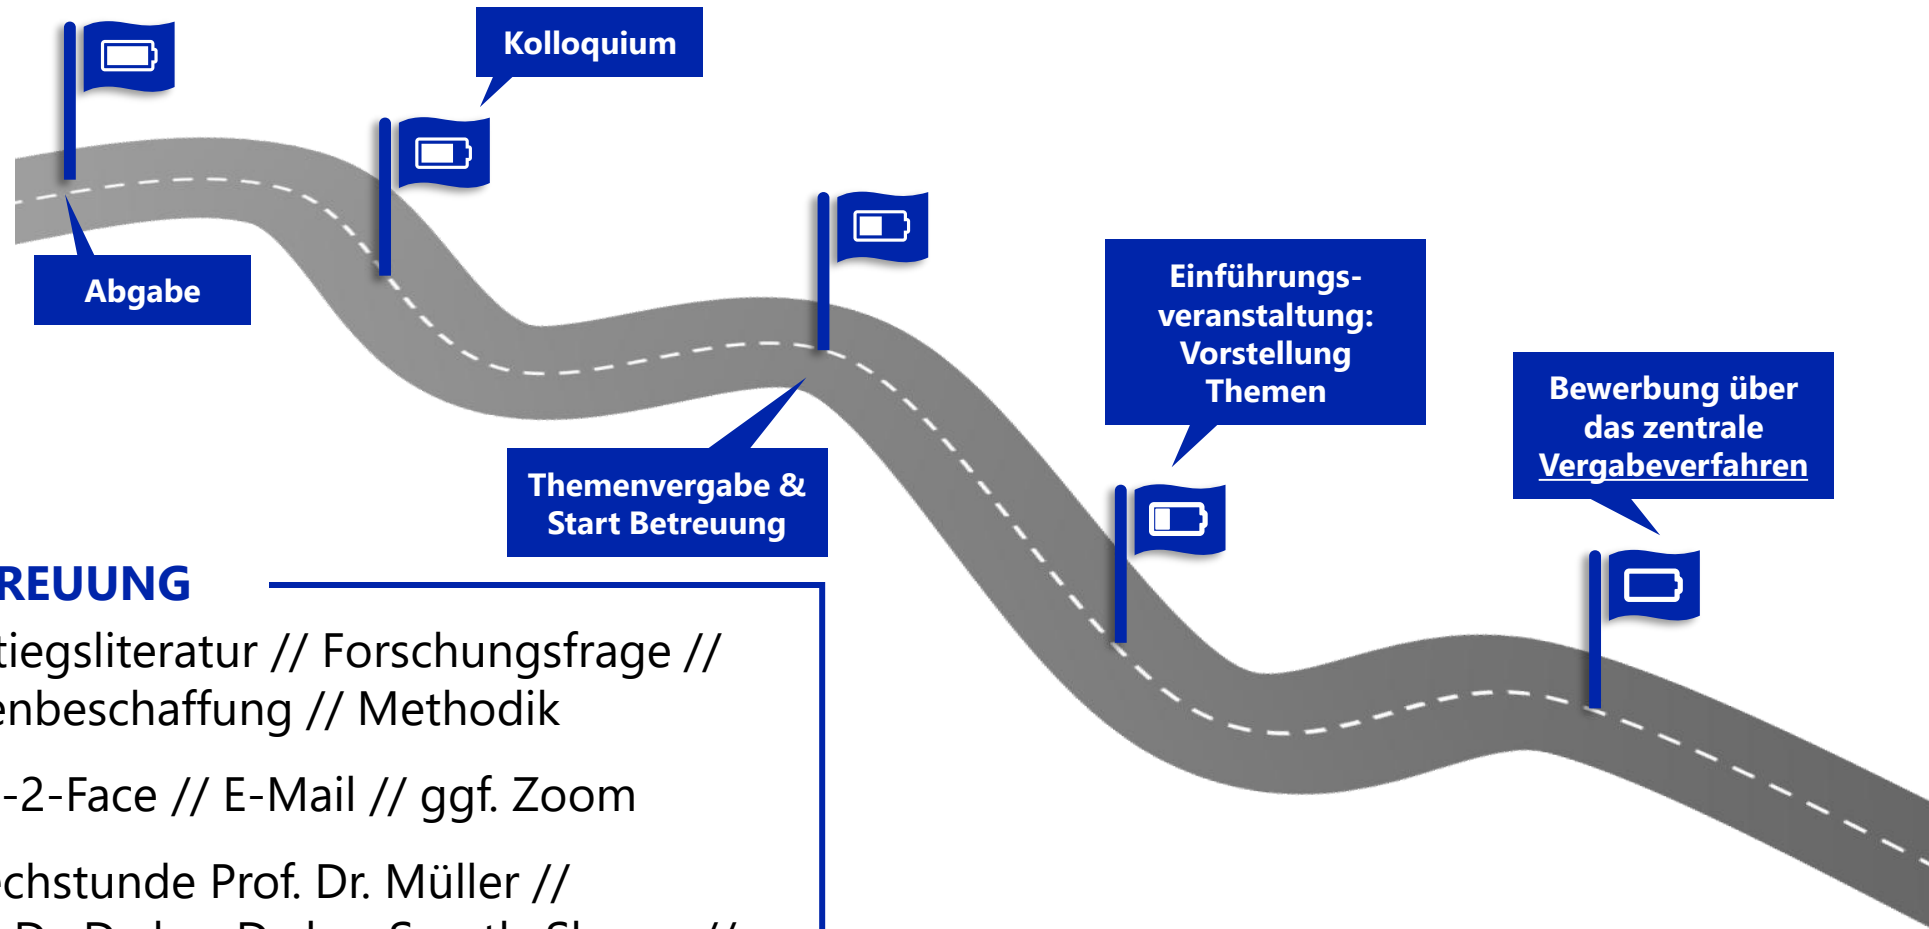 Kolloquium
Abgabe
Einführungs-
veranstaltung:
Vorstellung
Themen
Bewerbung über
das zentrale
Vergabeverfahren
Themenvergabe &
Start Betreuung
REUUNG
tiegsliteratur // Forschungsfrage //
enbeschaffung // Methodik
-2-Face // E-Mail // ggf. Zoom
echstunde Prof. Dr. Müller //